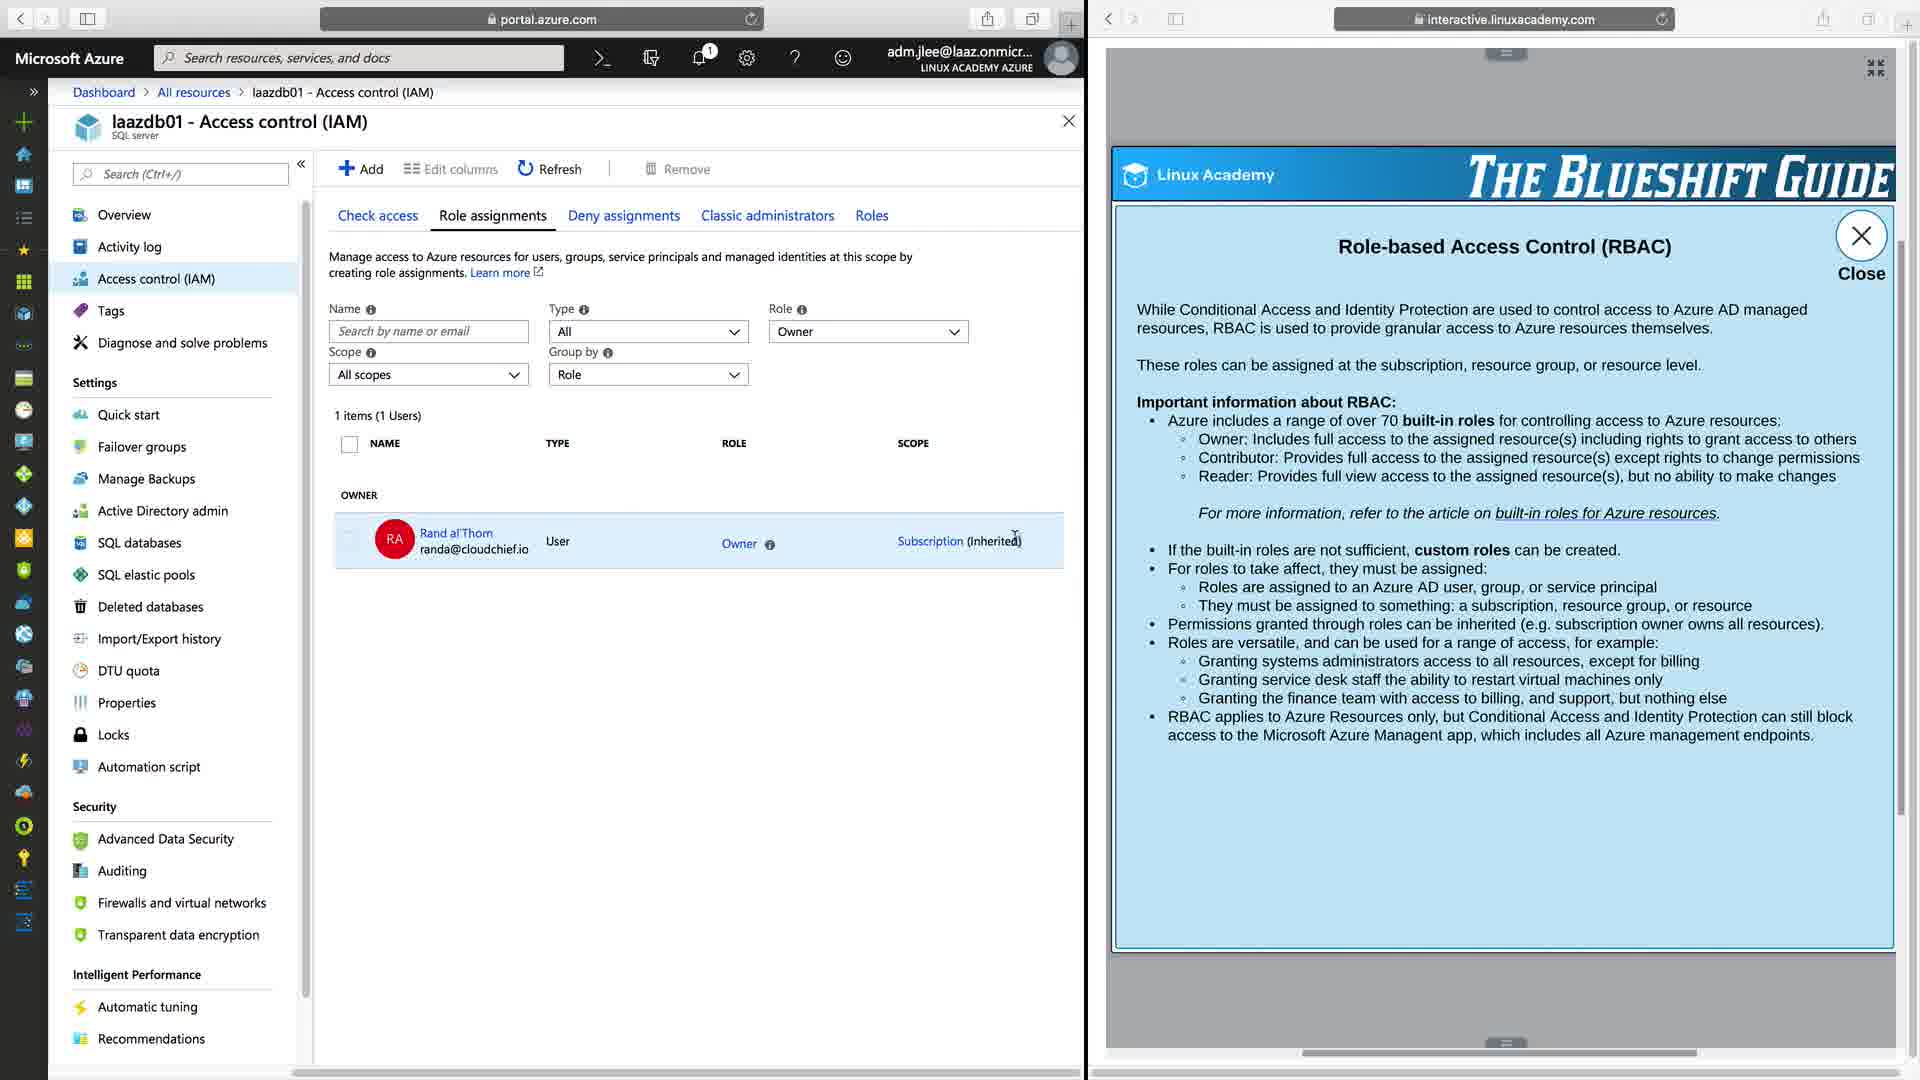 portal.azure.com
Microsoft Azure
Search resources, services, and docs
1
adm.jlee@laaz.onmicr...
LINUX ACADEMY AZURE
Dashboard > All resources > laazdb01 - Access control (IAM)
laazdb01 - Access control (IAM)
SQL server
Search (Ctrl+/)
Overview
Activity log
Access control (IAM)
Tags
Diagnose and solve problems
Settings
Quick start
Failover groups
Manage Backups
Active Directory admin
SQL databases
SQL elastic pools
Deleted databases
Import/Export history
DTU quota
Properties
Locks
Automation script
Security
Advanced Data Security
Auditing
Firewalls and virtual networks
Transparent data encryption
Intelligent Performance
Automatic tuning
Recommendations
Add Edit columns Refresh Remove
Check access Role assignments Deny assignments Classic administrators Roles
Manage access to Azure resources for users, groups, service principals and managed identities at this scope by
creating role assignments. Learn more
Name Type Role
Search by name or email All Owner
Scope Group by
All scopes Role
1 items (1 Users)
NAME TYPE ROLE SCOPE
OWNER
RA Rand al'Thom User Owner Subscription (Inherited)
randa@cloudchief.io
interactive.linuxacademy.com
Linux Academy THE BLUESHIFT GUIDE
Role-based Access Control (RBAC)
Close
While Conditional Access and Identity Protection are used to control access to Azure AD managed
resources, RBAC is used to provide granular access to Azure resources themselves.
These roles can be assigned at the subscription, resource group, or resource level.
Important information about RBAC:
• Azure includes a range of over 70 built-in roles for controlling access to Azure resources:
◦ Owner: Includes full access to the assigned resource(s) including rights to grant access to others
◦ Contributor: Provides full access to the assigned resource(s) except rights to change permissions
◦ Reader: Provides full view access to the assigned resource(s), but no ability to make changes
For more information, refer to the article on built-in roles for Azure resources.
• If the built-in roles are not sufficient, custom roles can be created.
• For roles to take affect, they must be assigned:
◦ Roles are assigned to an Azure AD user, group, or service principal
◦ They must be assigned to something: a subscription, resource group, or resource
• Permissions granted through roles can be inherited (e.g. subscription owner owns all resources).
• Roles are versatile, and can be used for a range of access, for example:
◦ Granting systems administrators access to all resources, except for billing
◦ Granting service desk staff the ability to restart virtual machines only
◦ Granting the finance team with access to billing, and support, but nothing else
• RBAC applies to Azure Resources only, but Conditional Access and Identity Protection can still block
access to the Microsoft Azure Managent app, which includes all Azure management endpoints.